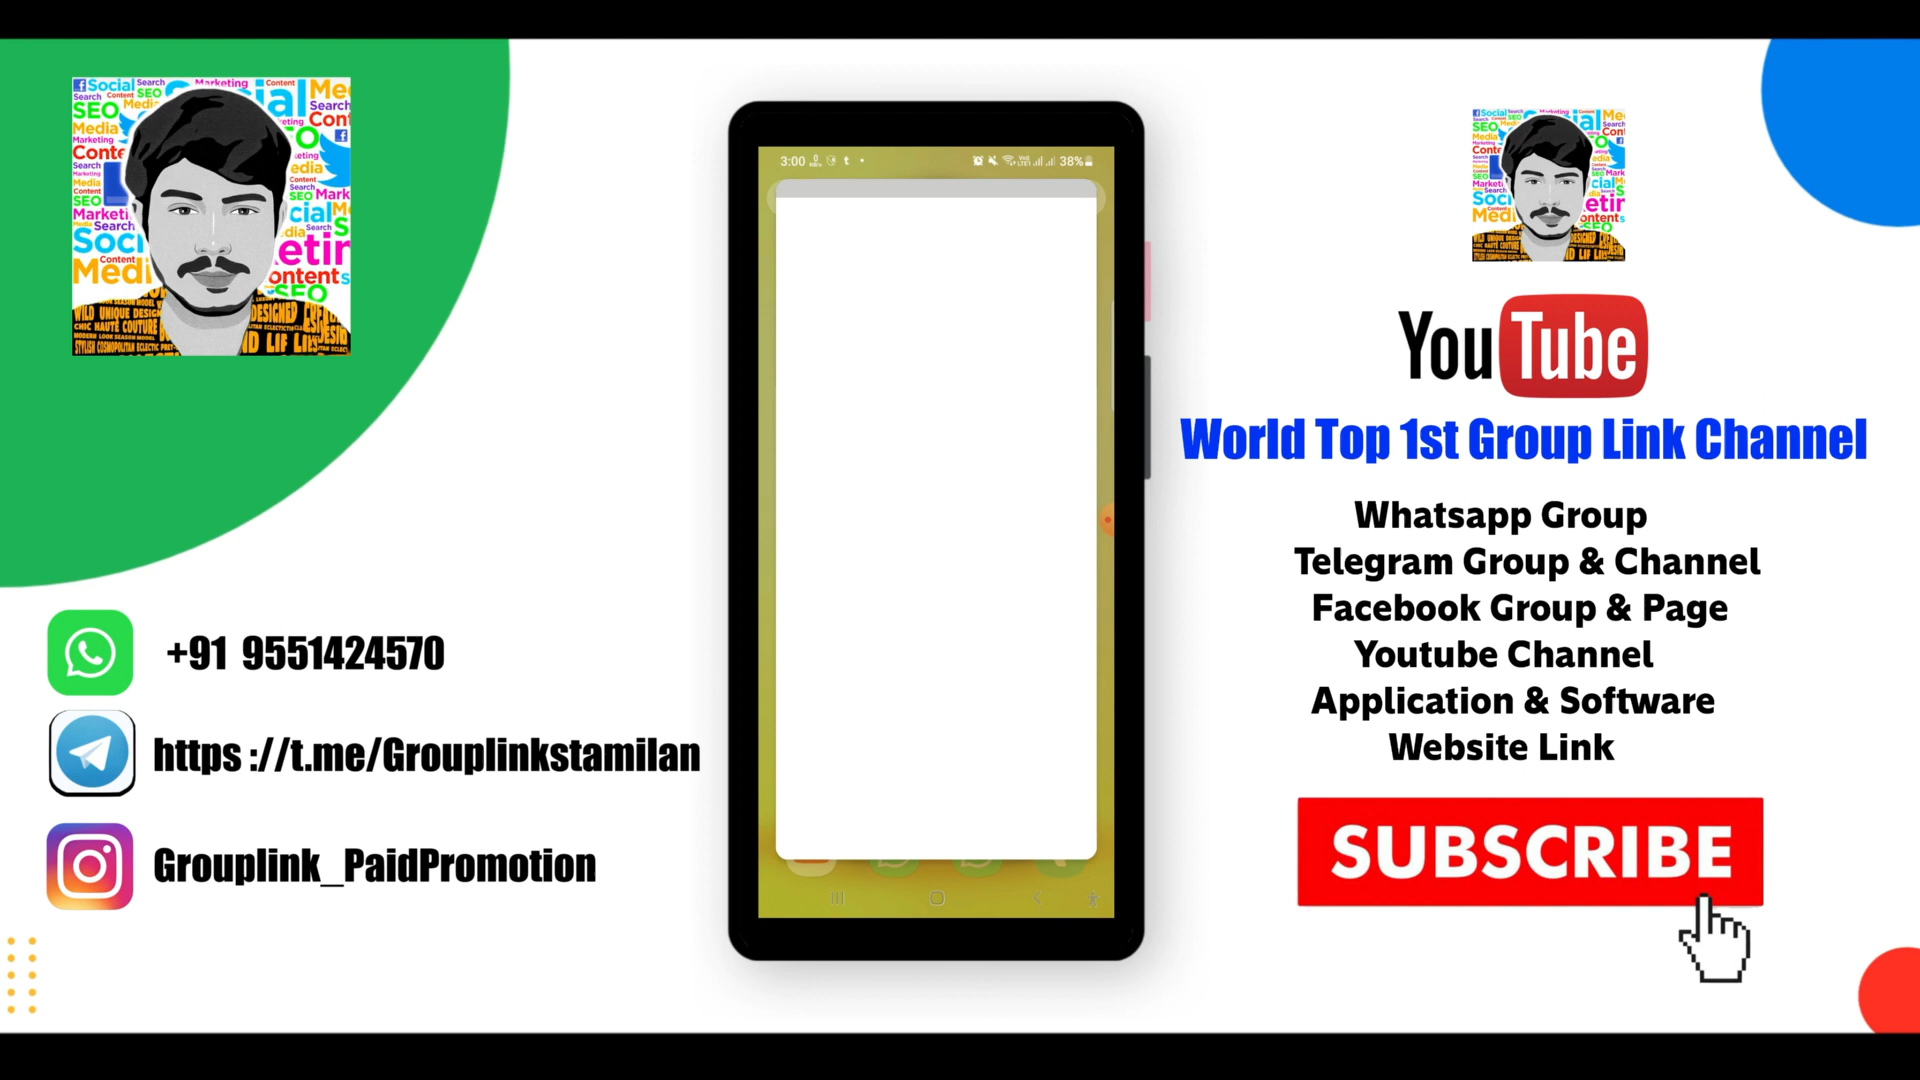 +91 9551424570
https ://t.me/Grouplinkstamilan
Grouplink_PaidPromotion
3:00
38%
YouTube
World Top 1st Group Link Channel
Whatsapp Group
Telegram Group & Channel
Facebook Group & Page
Youtube Channel
Application & Software
Website Link
SUBSCRIBE